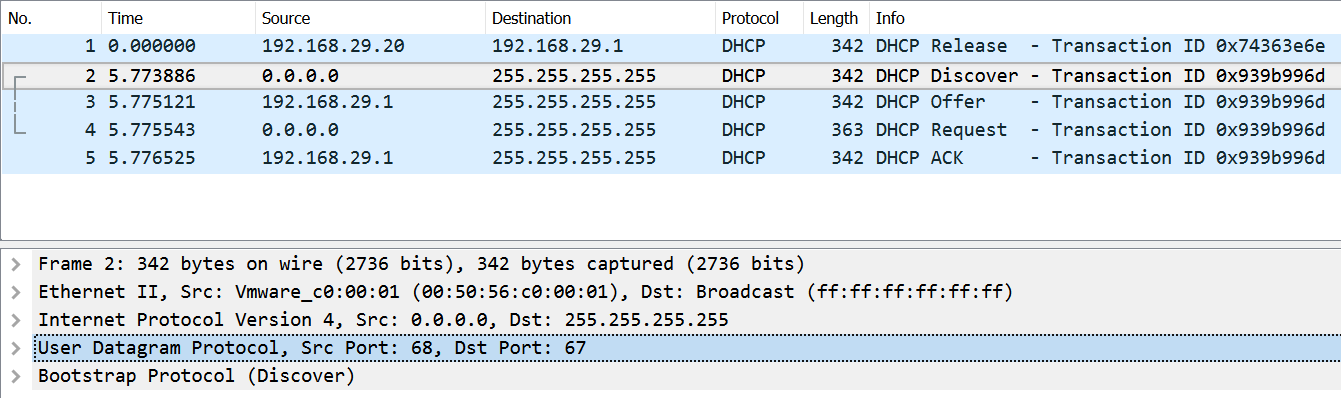 No. Time Source Destination Protocol Length Info
1 0.000000 192.168.29.20 192.168.29.1 DHCP 342 DHCP Release - Transaction ID 0x74363e6e
2 5.773886 0.0.0.0 255.255.255.255 DHCP 342 DHCP Discover - Transaction ID 0x939b996d
3 5.775121 192.168.29.1 255.255.255.255 DHCP 342 DHCP Offer - Transaction ID 0x939b996d
4 5.775543 0.0.0.0 255.255.255.255 DHCP 363 DHCP Request - Transaction ID 0x939b996d
5 5.776525 192.168.29.1 255.255.255.255 DHCP 342 DHCP ACK - Transaction ID 0x939b996d
Frame 2: 342 bytes on wire (2736 bits), 342 bytes captured (2736 bits)
Ethernet II, Src: Vmware_c0:00:01 (00:50:56:c0:00:01), Dst: Broadcast (ff:ff:ff:ff:ff:ff)
Internet Protocol Version 4, Src: 0.0.0.0, Dst: 255.255.255.255
User Datagram Protocol, Src Port: 68, Dst Port: 67
Bootstrap Protocol (Discover)